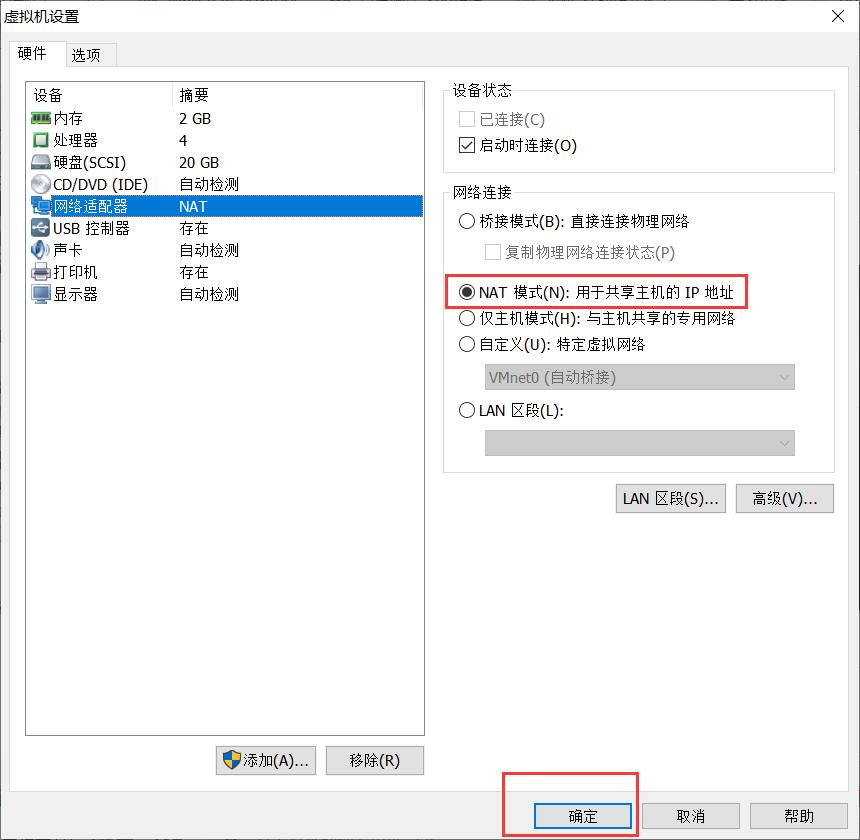 虚拟机设置
硬件 选项
设备 摘要
内存 2 GB
处理器 4
硬盘(SCSI) 20 GB
CD/DVD (IDE) 自动检测
网络适配器 NAT
USB 控制器 存在
声卡 自动检测
打印机 存在
显示器 自动检测
添加(A)... 移除(R)
设备状态
已连接(C)
启动时连接(O)
网络连接
桥接模式(B): 直接连接物理网络
复制物理网络连接状态(P)
NAT 模式(N): 用于共享主机的 IP 地址
仅主机模式(H): 与主机共享的专用网络
自定义(U): 特定虚拟网络
VMnet0 (自动桥接)
LAN 区段(L):
LAN 区段(S)... 高级(V)...
确定 取消 帮助